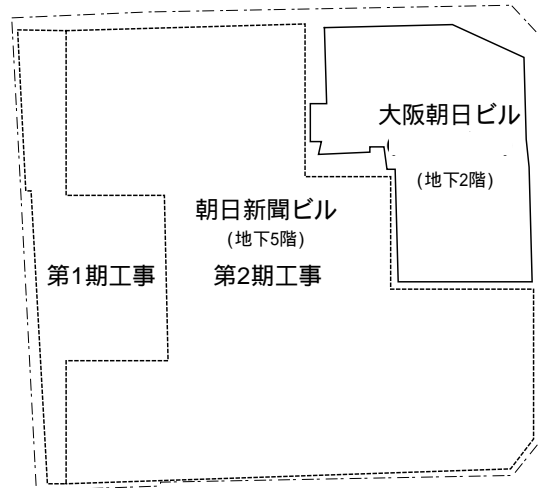 大阪朝日ビル
(地下2階)
朝日新聞ビル
(地下5階)
第1期工事
第2期工事